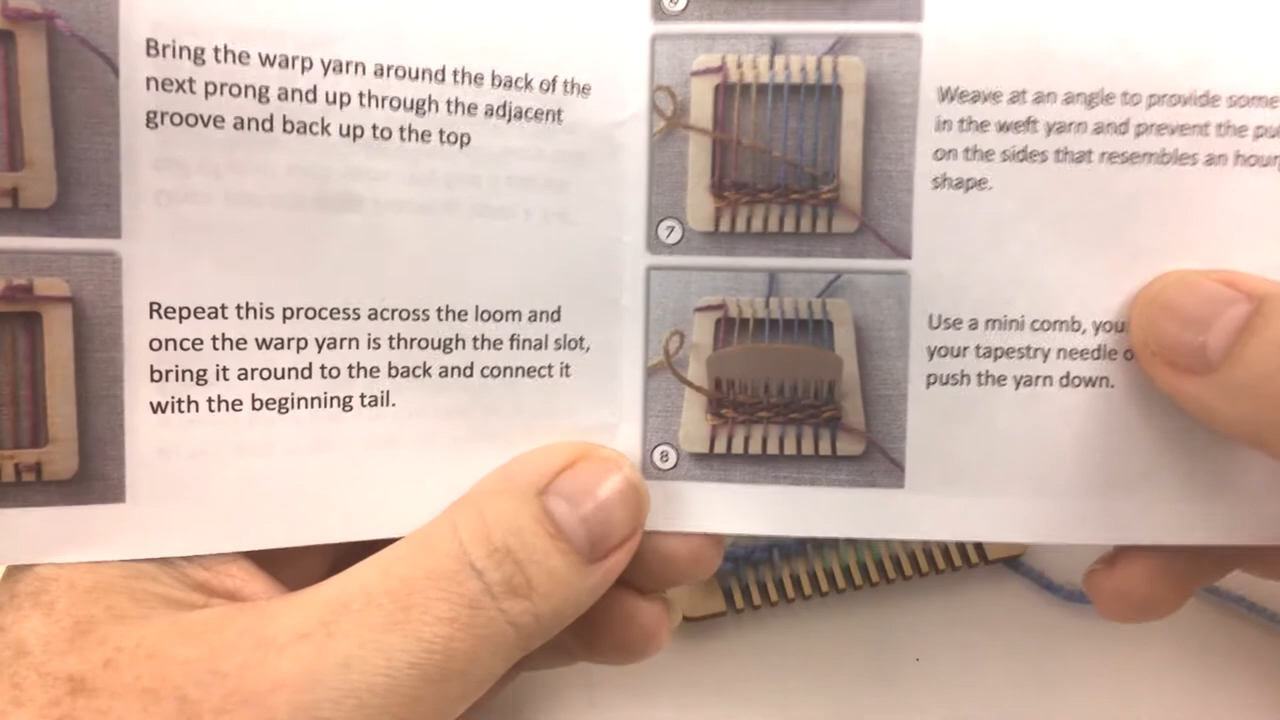 Bring the warp yarn around the back of the
next prong and up through the adjacent
groove and back up to the top
Repeat this process across the loom and
once the warp yarn is through the final slot,
bring it around to the back and connect it
with the beginning tail.
7
Weave at an angle to provide some
in the weft yarn and prevent the
on the sides that resembles an
shape.
8
Use a mini comb, you
your tapestry needle
push the yarn down.